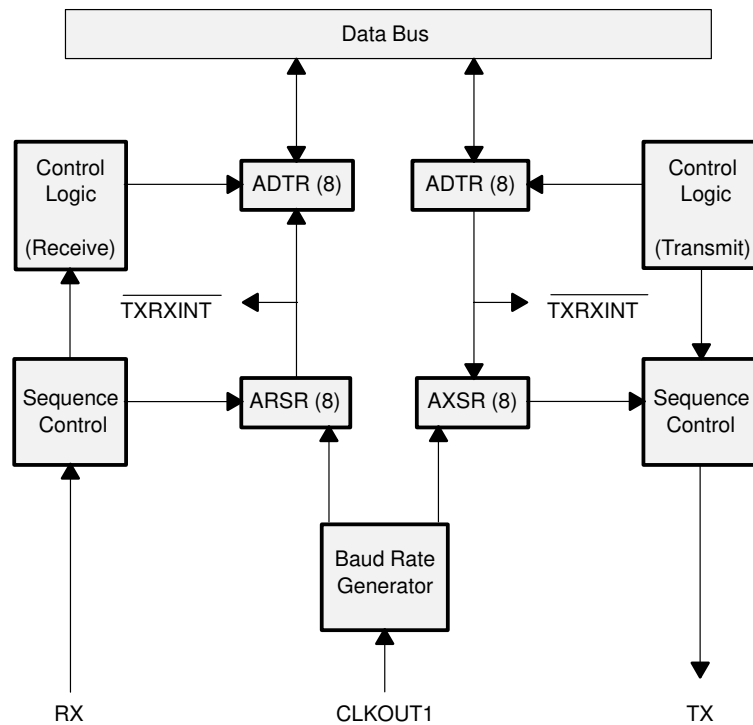 Data Bus
Control
Logic
(Receive)
ADTR (8)
ADTR (8)
Control
Logic
(Transmit)
TXRXINT
TXRXINT
Sequence
Control
ARSR (8)
AXSR (8)
Sequence
Control
Baud Rate
Generator
RX
CLKOUT1
TX